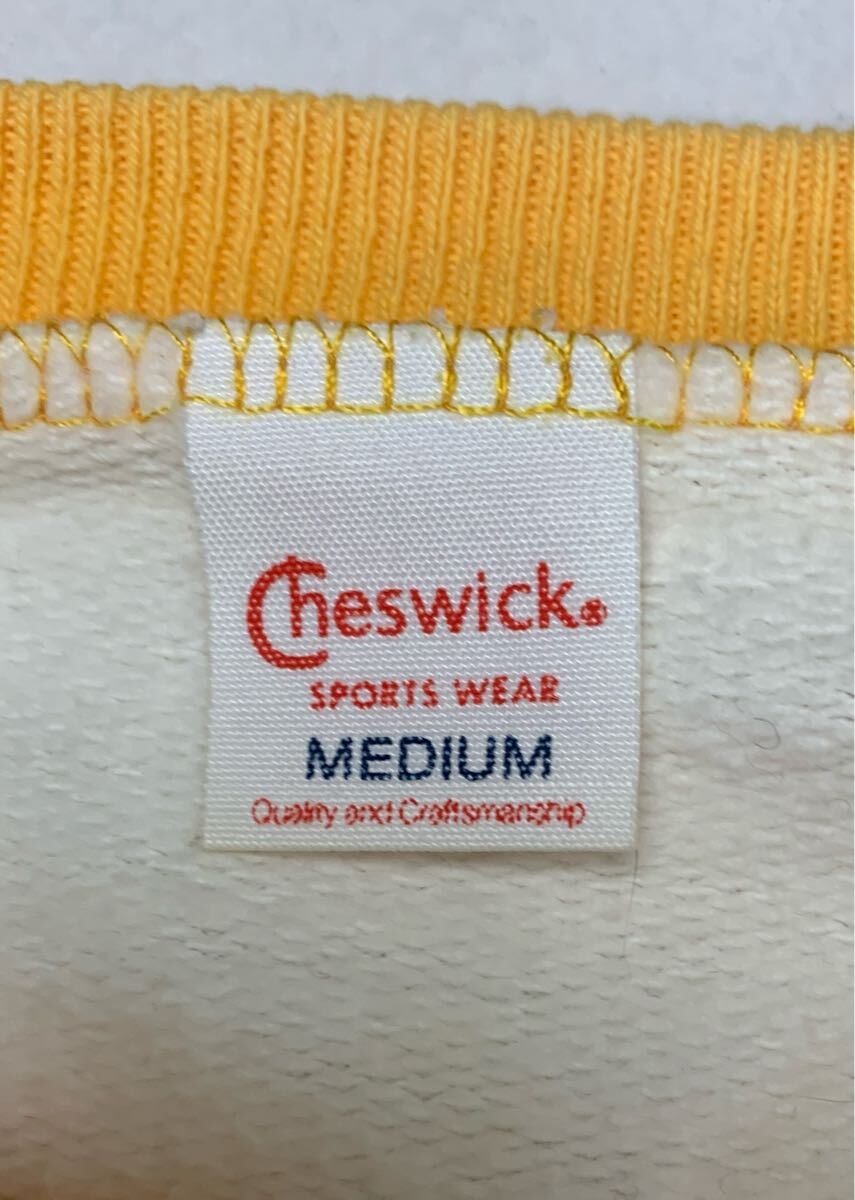 Cheswick®
SPORTS WEAR
MEDIUM
Quality and Craftsmanship